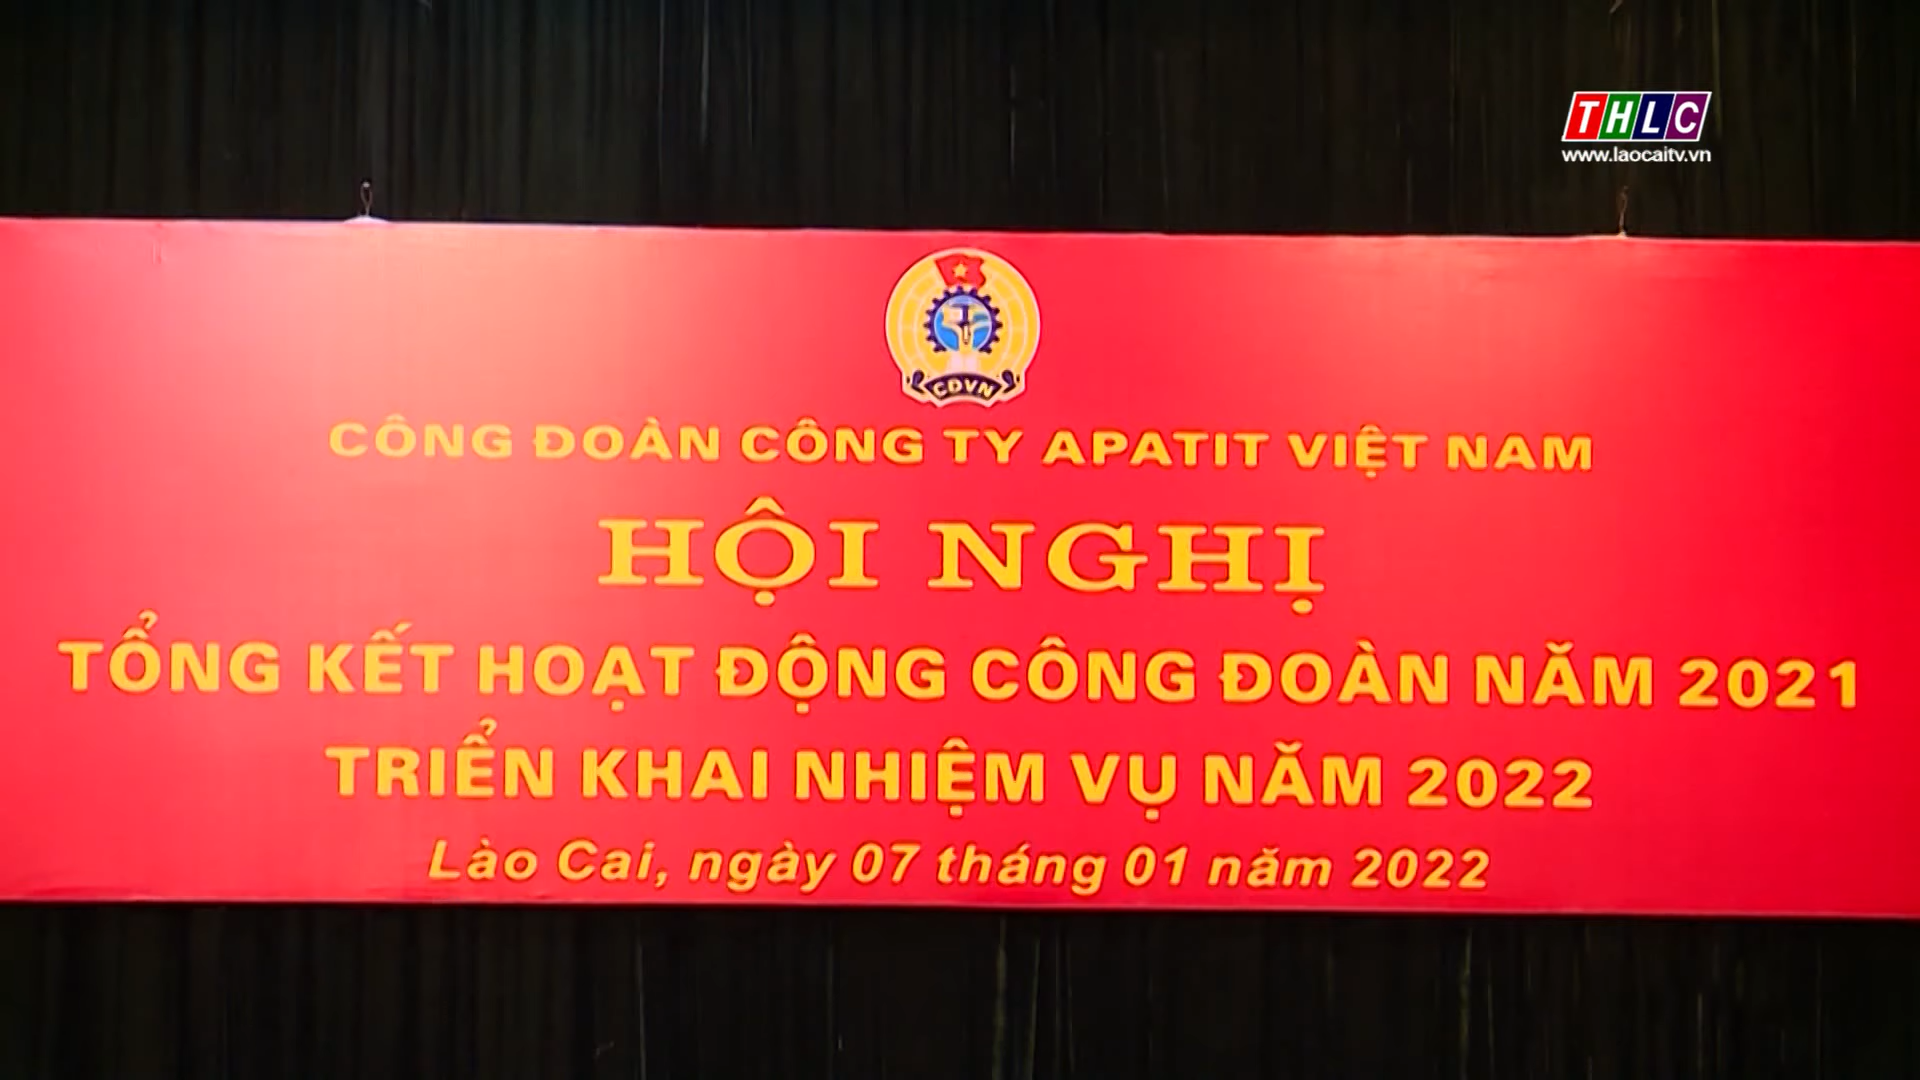 THLC
www.laocaitv.vn
CĐVN
CÔNG ĐOÀN CÔNG TY APATIT VIỆT NAM
HỘI NGHỊ
TỔNG KẾT HOẠT ĐỘNG CÔNG ĐOÀN NĂM 2021
TRIỂN KHAI NHIỆM VỤ NĂM 2022
Lào Cai, ngày 07 tháng 01 năm 2022